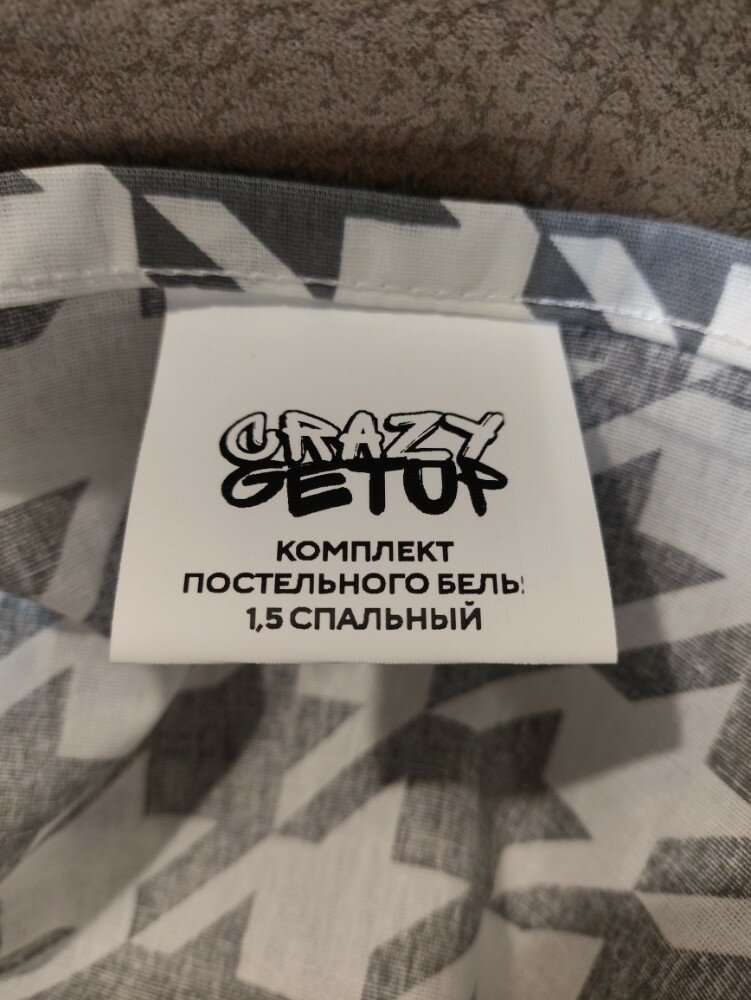 CRAZY
GETUP
КОМПЛЕКТ
ПОСТЕЛЬНОГО БЕЛЬ
1,5 СПАЛЬНЫЙ